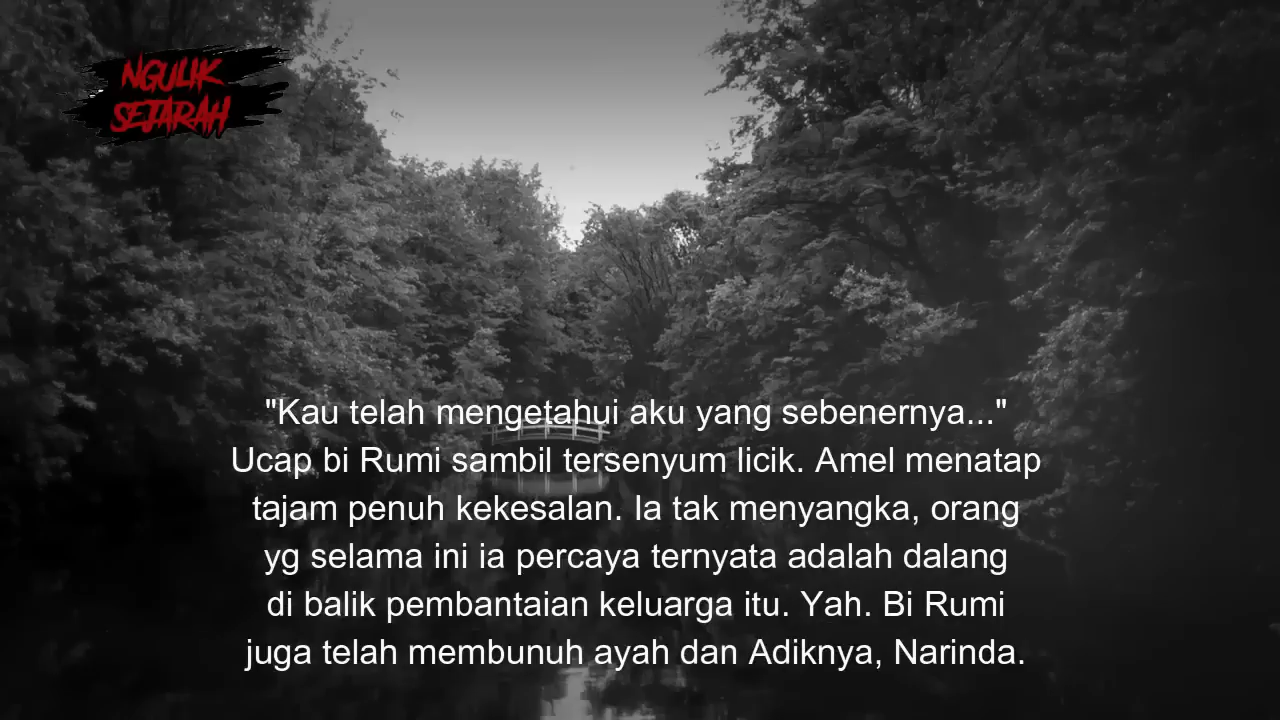 NGULIK
SEJARAH
"Kau telah mengetahui aku yang sebenernya..."
Ucap bi Rumi sambil tersenyum licik. Amel menatap
tajam penuh kekesalan. Ia tak menyangka, orang
yg selama ini ia percaya ternyata adalah dalang
di balik pembantaian keluarga itu. Yah. Bi Rumi
juga telah membunuh ayah dan Adiknya, Narinda.